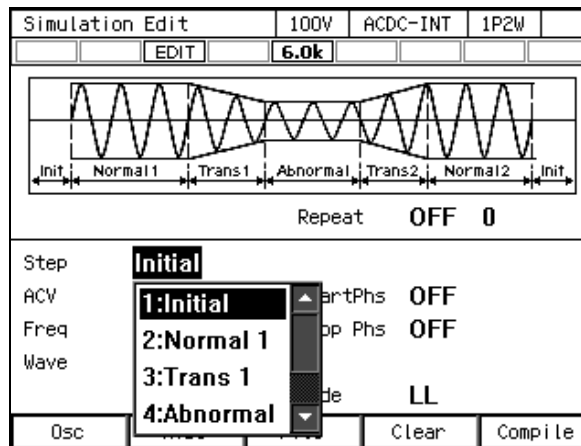 Simulation Edit 100V ACDC-INT 1P2W
EDIT 6.0k
Init Normal1 Trans1 Abnormal Trans2 Normal2 Init
Repeat OFF 0
Step Initial
ACV 1:Initial artPhs OFF
Freq 2:Normal 1 op Phs OFF
Wave 3:Trans 1
4:Abnormal de LL
Osc Clear Compile